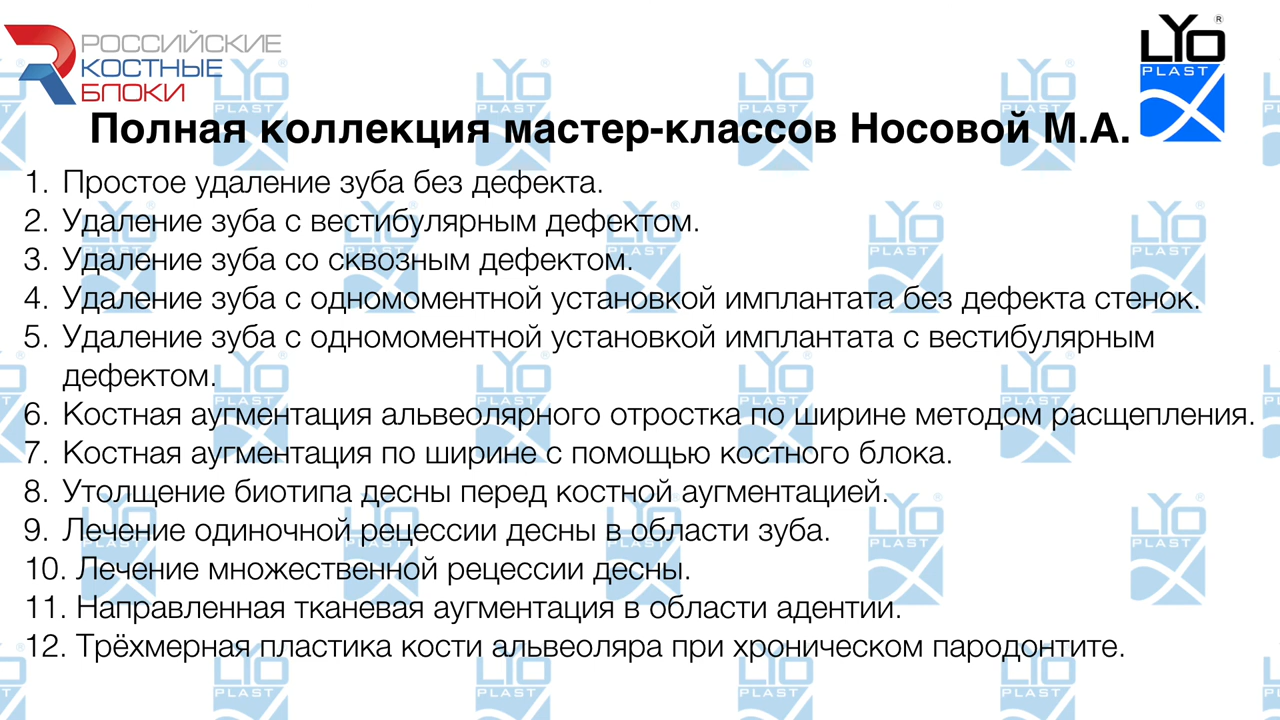 РОССИЙСКИЕ
КОСТНЫЕ
БЛОКИ
LYO
PLAST
®
Полная коллекция мастер-классов Носовой М.А.
1. Простое удаление зуба без дефекта.
2. Удаление зуба с вестибулярным дефектом.
3. Удаление зуба со сквозным дефектом.
4. Удаление зуба с одномоментной установкой имплантата без дефекта стенок.
5. Удаление зуба с одномоментной установкой имплантата с вестибулярным
дефектом.
6. Костная аугментация альвеолярного отростка по ширине методом расщепления.
7. Костная аугментация по ширине с помощью костного блока.
8. Утолщение биотипа десны перед костной аугментацией.
9. Лечение одиночной рецессии десны в области зуба.
10. Лечение множественной рецессии десны.
11. Направленная тканевая аугментация в области адентии.
12. Трёхмерная пластика кости альвеоляра при хроническом пародонтите.